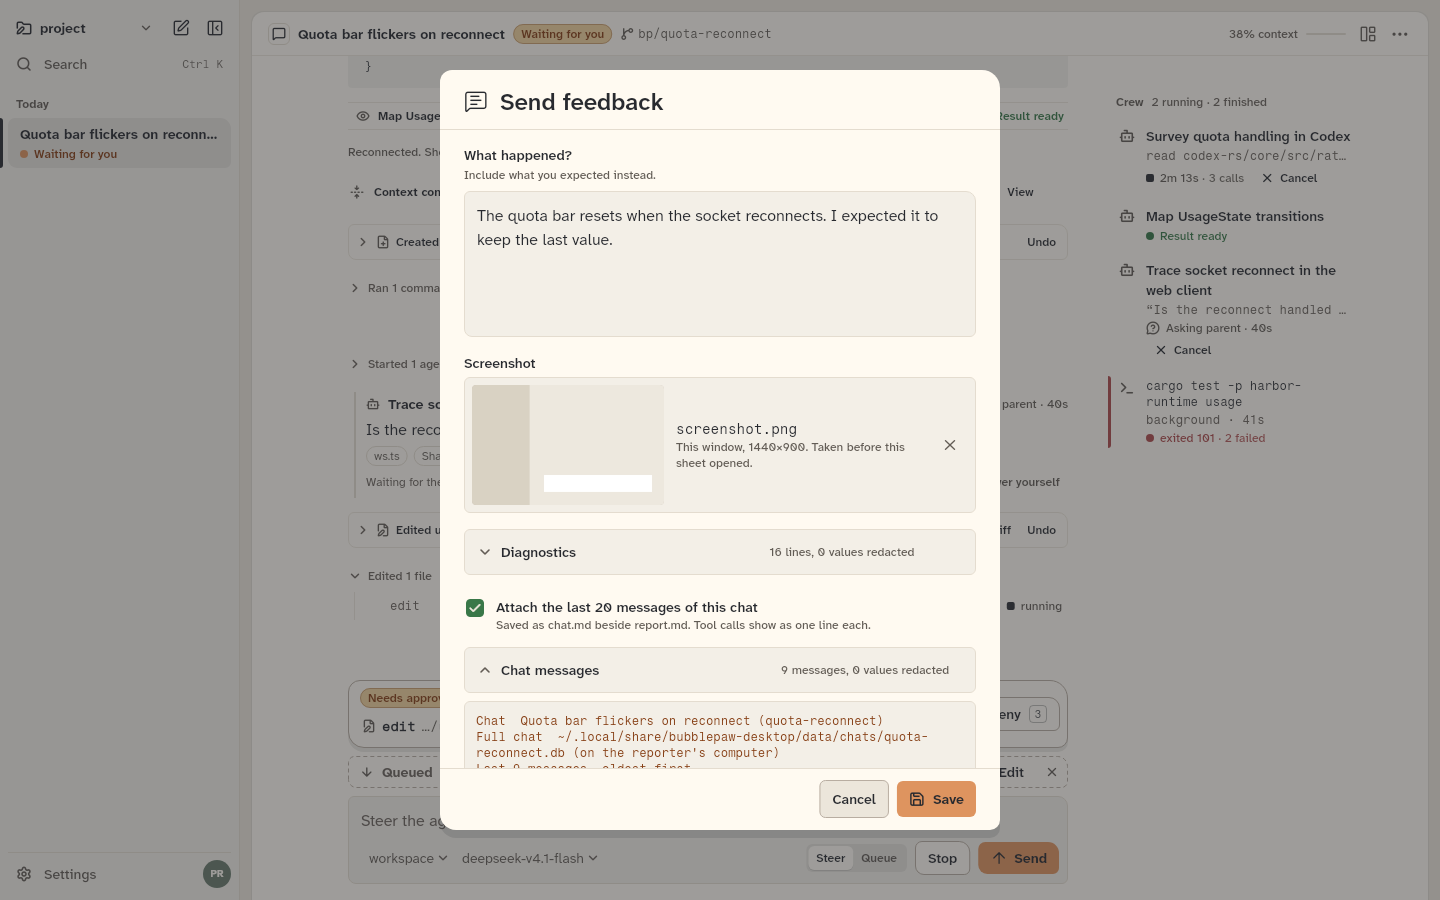 project
Search
Ctrl K
Today
Quota bar flickers on reconn...
Waiting for you
Settings
PR
Quota bar flickers on reconnect
Waiting for you
bp/quota-reconnect
38% context
}
Map Usage
Result ready
Reconnected. Sh
Context con
View
Created
Undo
Ran 1 comma
Started 1 age
Trace so
parent · 40s
Is the reco
ws.ts
Sha
Waiting for the
er yourself
Edited u
iff
Undo
Edited 1 file
edit
running
Needs approv
edit …/
eny
3
Queued
Edit
Steer the ag
workspace
deepseek-v4.1-flash
Steer
Queue
Stop
Send
Crew
2 running · 2 finished
Survey quota handling in Codex
read codex-rs/core/src/rat…
2m 13s · 3 calls
Cancel
Map UsageState transitions
Result ready
Trace socket reconnect in the
web client
“Is the reconnect handled …
Asking parent · 40s
Cancel
cargo test -p harbor-
runtime usage
background · 41s
exited 101 · 2 failed
Send feedback
What happened?
Include what you expected instead.
The quota bar resets when the socket reconnects. I expected it to
keep the last value.
Screenshot
screenshot.png
This window, 1440×900. Taken before this
sheet opened.
Diagnostics
16 lines, 0 values redacted
Attach the last 20 messages of this chat
Saved as chat.md beside report.md. Tool calls show as one line each.
Chat messages
9 messages, 0 values redacted
Chat  Quota bar flickers on reconnect (quota-reconnect)
Full chat  ~/.local/share/bubblepaw-desktop/data/chats/quota-
reconnect.db (on the reporter's computer)
Last 9 messages, oldest first
Cancel
Save